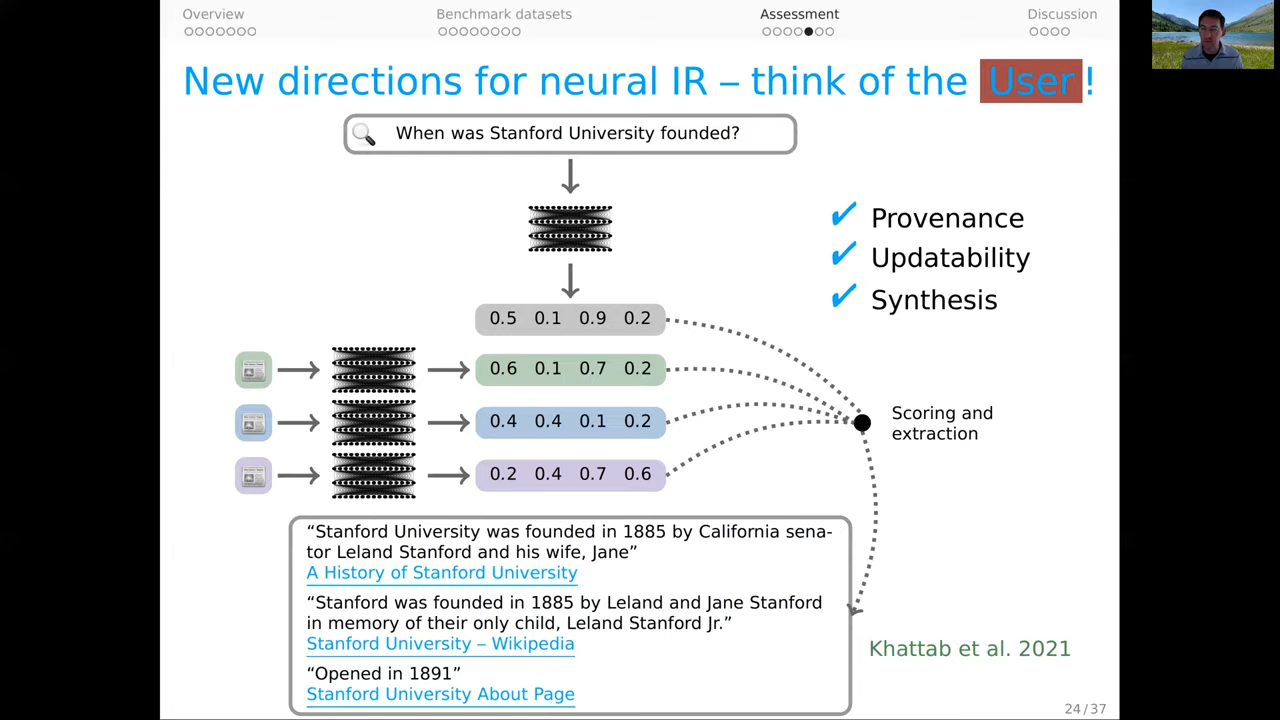 Overview
Benchmark datasets
Assessment
Discussion
New directions for neural IR – think of the User!
When was Stanford University founded?
✔ Provenance
✔ Updatability
✔ Synthesis
0.5 0.1 0.9 0.2
0.6 0.1 0.7 0.2
0.4 0.4 0.1 0.2
0.2 0.4 0.7 0.6
Scoring and
extraction
“Stanford University was founded in 1885 by California sena-
tor Leland Stanford and his wife, Jane”
A History of Stanford University
“Stanford was founded in 1885 by Leland and Jane Stanford
in memory of their only child, Leland Stanford Jr.”
Stanford University – Wikipedia
“Opened in 1891”
Stanford University About Page
Khattab et al. 2021
24 / 37